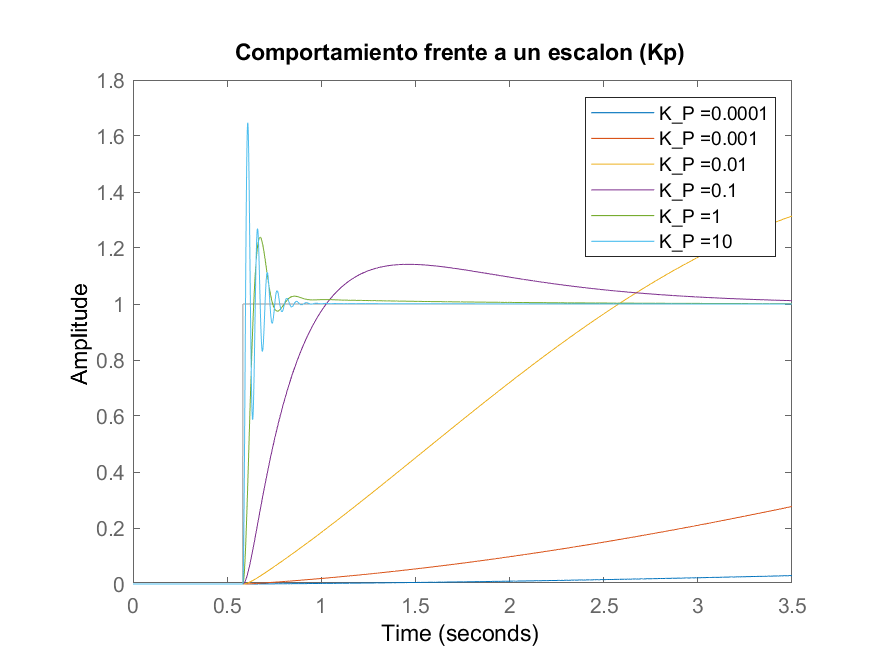 Comportamiento frente a un escalon (Kp)
1.8
1.6
1.4
1.2
1
0.8
0.6
0.4
0.2
0
Amplitude
K_P =0.0001
K_P =0.001
K_P =0.01
K_P =0.1
K_P =1
K_P =10
0 0.5 1 1.5 2 2.5 3 3.5
Time (seconds)